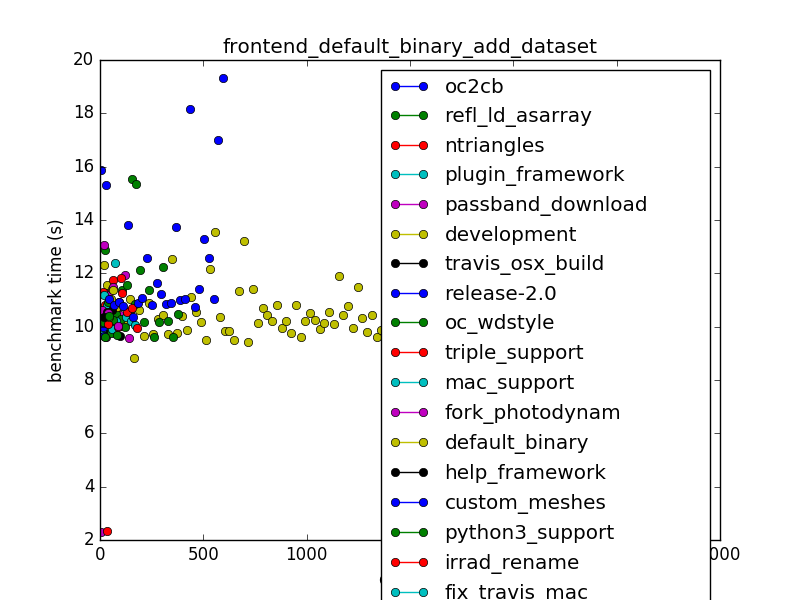 frontend_default_binary_add_dataset
benchmark time (s)
20
18
16
14
12
10
8
6
4
2
0
500
1000
000
oc2cb
refl_ld_asarray
ntriangles
plugin_framework
passband_download
development
travis_osx_build
release-2.0
oc_wdstyle
triple_support
mac_support
fork_photodynam
default_binary
help_framework
custom_meshes
python3_support
irrad_rename
fix_travis_mac